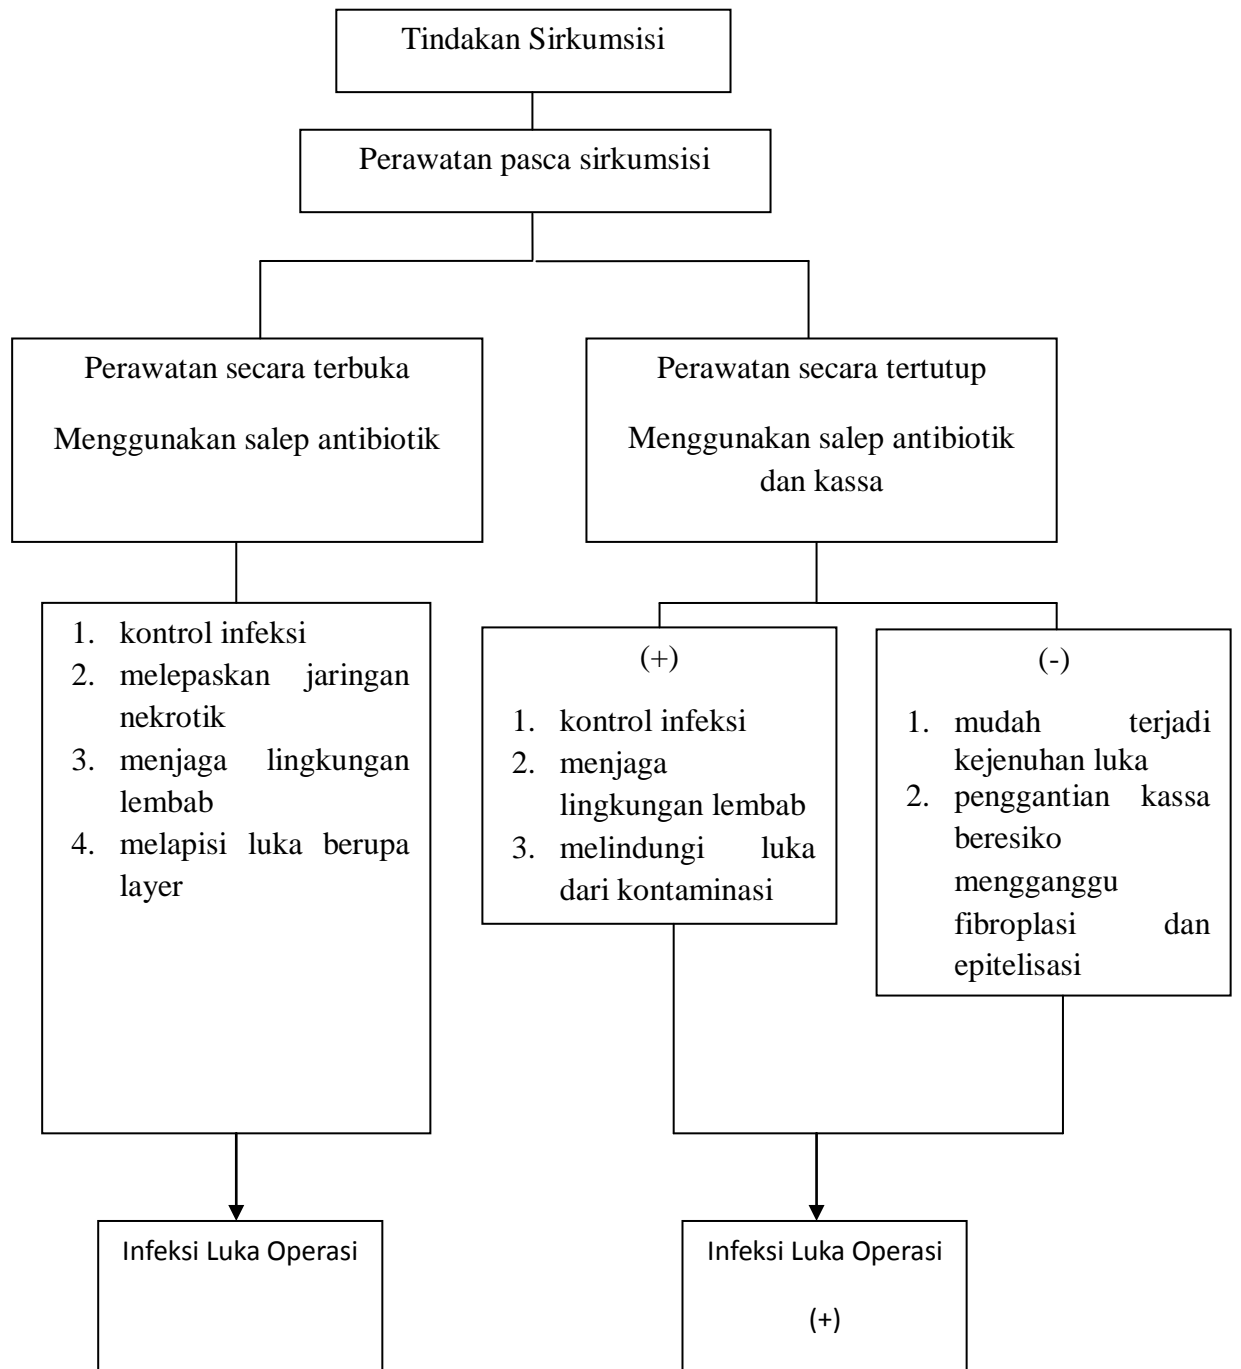 Tindakan Sirkumsisi
Perawatan pasca sirkumsisi
Perawatan secara terbuka
Menggunakan salep antibiotik
Perawatan secara tertutup
Menggunakan salep antibiotik
dan kassa
1. kontrol infeksi
2. melepaskan jaringan
nekrotik
3. menjaga lingkungan
lembab
4. melapisi luka berupa
layer
(+)
1. kontrol infeksi
2. menjaga
lingkungan lembab
3. melindungi luka
dari kontaminasi
(-)
1. mudah terjadi
kejenuhan luka
2. penggantian kassa
beresiko
mengganggu
fibroplasi dan
epitelisasi
Infeksi Luka Operasi
Infeksi Luka Operasi
(+)